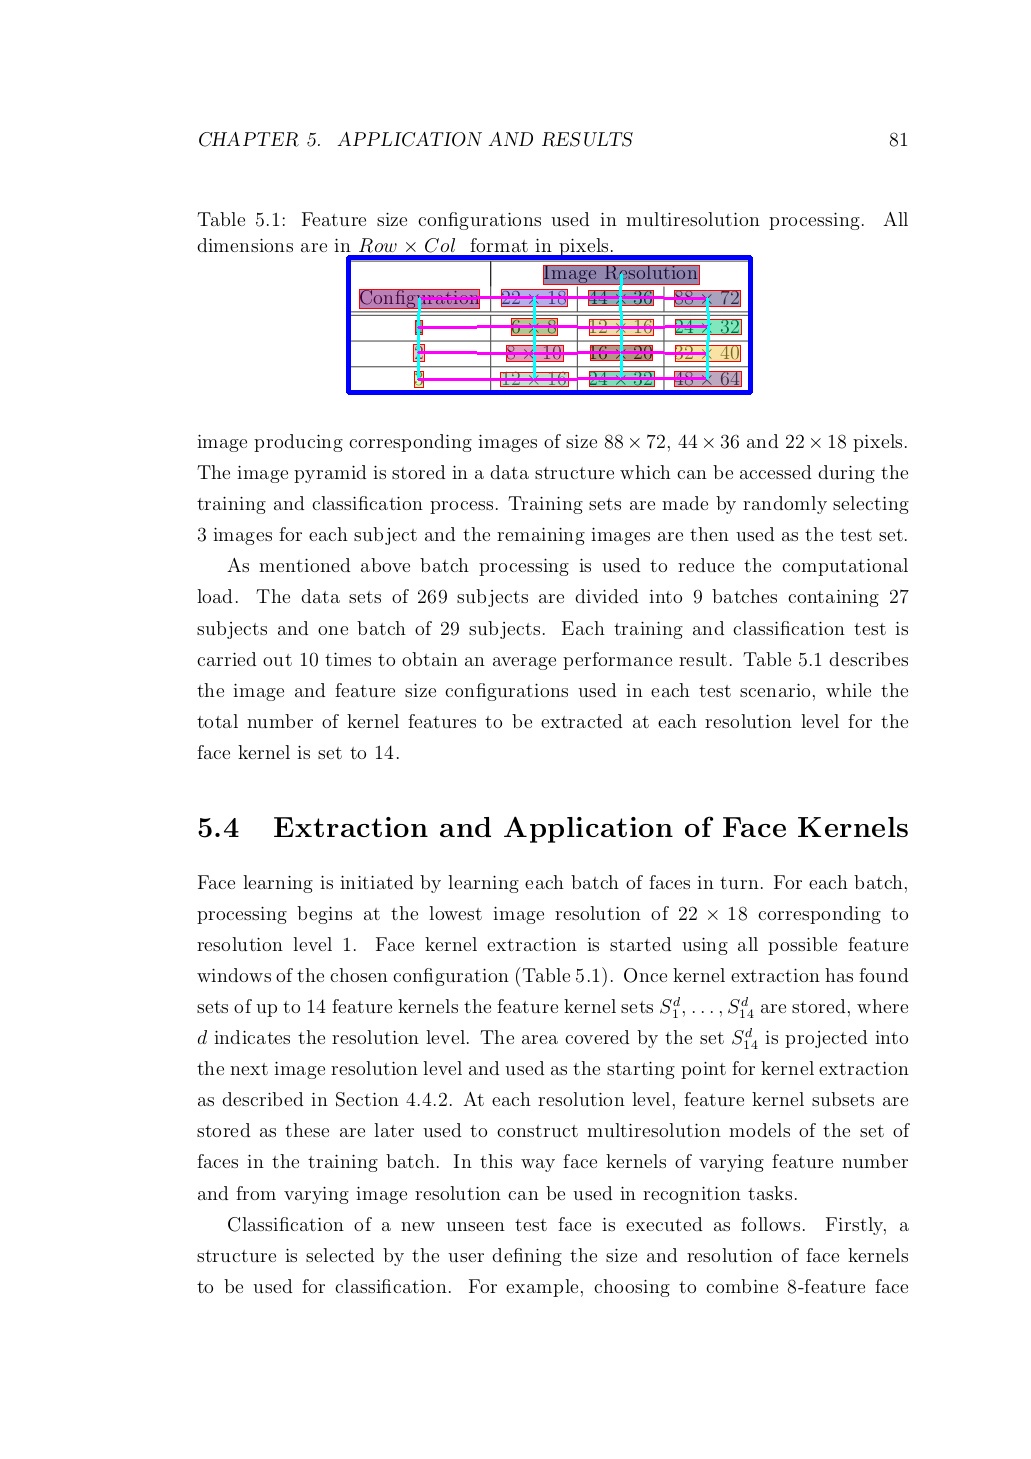 CHAPTER 5. APPLICATION AND RESULTS 81
Table 5.1: Feature size configurations used in multiresolution processing. All
dimensions are in Row × Col format in pixels.
Image Resolution
Configuration 22 × 18 44 × 36 88 × 72
1 6 × 8 12 × 16 24 × 32
2 8 × 10 16 × 20 32 × 40
3 12 × 16 24 × 32 48 × 64
image producing corresponding images of size 88 × 72, 44 × 36 and 22 × 18 pixels.
The image pyramid is stored in a data structure which can be accessed during the
training and classification process. Training sets are made by randomly selecting
3 images for each subject and the remaining images are then used as the test set.
As mentioned above batch processing is used to reduce the computational
load. The data sets of 269 subjects are divided into 9 batches containing 27
subjects and one batch of 29 subjects. Each training and classification test is
carried out 10 times to obtain an average performance result. Table 5.1 describes
the image and feature size configurations used in each test scenario, while the
total number of kernel features to be extracted at each resolution level for the
face kernel is set to 14.
5.4 Extraction and Application of Face Kernels
Face learning is initiated by learning each batch of faces in turn. For each batch,
processing begins at the lowest image resolution of 22 × 18 corresponding to
resolution level 1. Face kernel extraction is started using all possible feature
windows of the chosen configuration (Table 5.1). Once kernel extraction has found
sets of up to 14 feature kernels the feature kernel sets $S_1^d, \ldots, S_{14}^d$ are stored, where
d indicates the resolution level. The area covered by the set $S_{14}^d$ is projected into
the next image resolution level and used as the starting point for kernel extraction
as described in Section 4.4.2. At each resolution level, feature kernel subsets are
stored as these are later used to construct multiresolution models of the set of
faces in the training batch. In this way face kernels of varying feature number
and from varying image resolution can be used in recognition tasks.
Classification of a new unseen test face is executed as follows. Firstly, a
structure is selected by the user defining the size and resolution of face kernels
to be used for classification. For example, choosing to combine 8-feature face